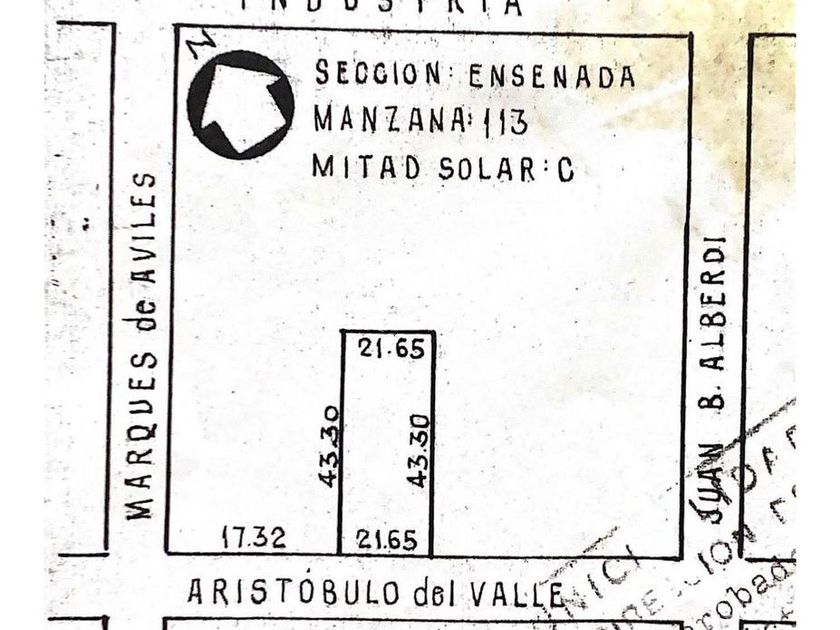 INDUSTRIA
N
SECCION: ENSENADA
MANZANA: 113
MITAD SOLAR: C
MARQUES de AVILES
JUAN B. ALBERDI
21.65
43.30
43.30
17.32
21.65
ARISTÓBULO del VALLE